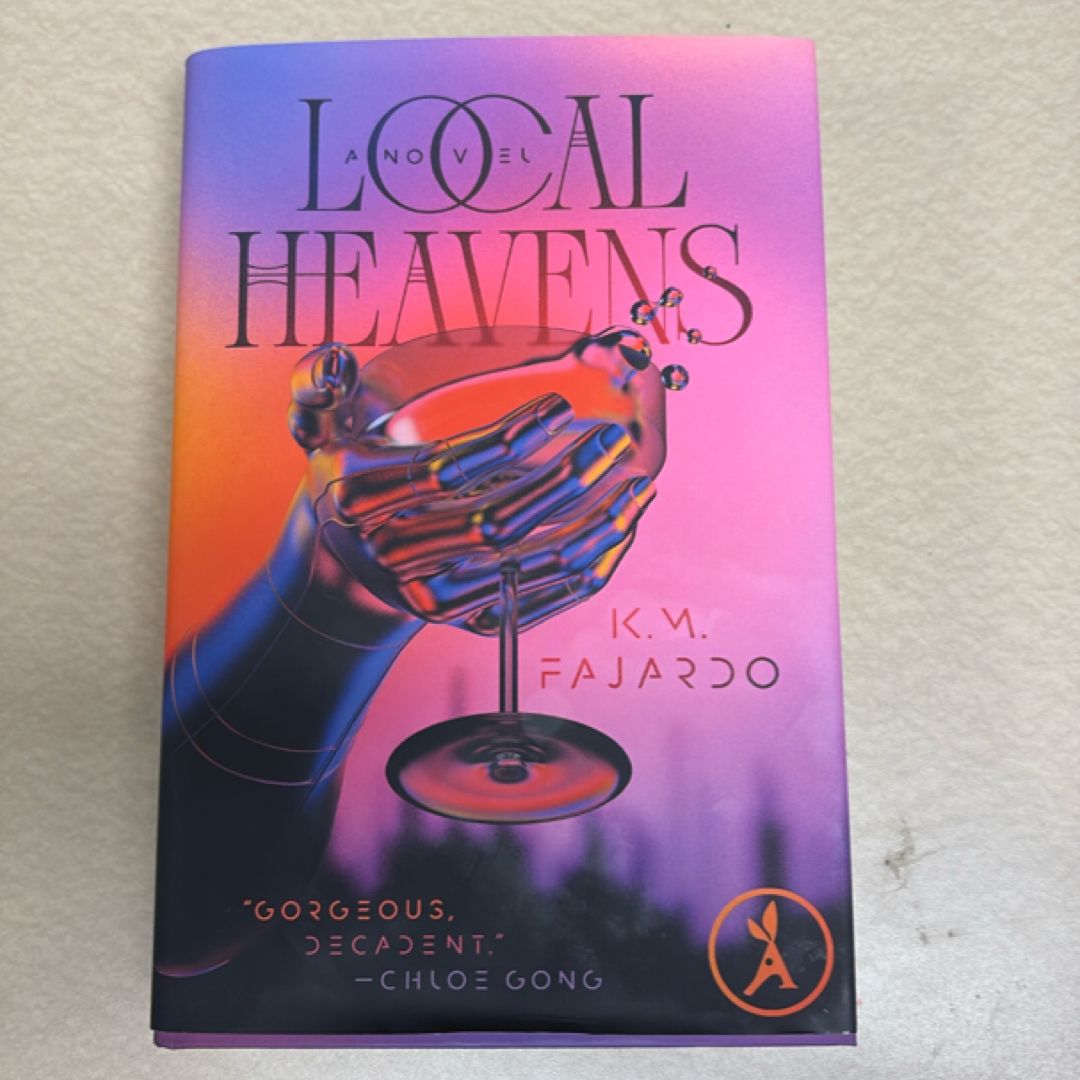 LOCAL
A NOVEL
HEAVENS
K.M.
FAJARDO
"GORGEOUS,
DECADENT."
—CHLOE GONG